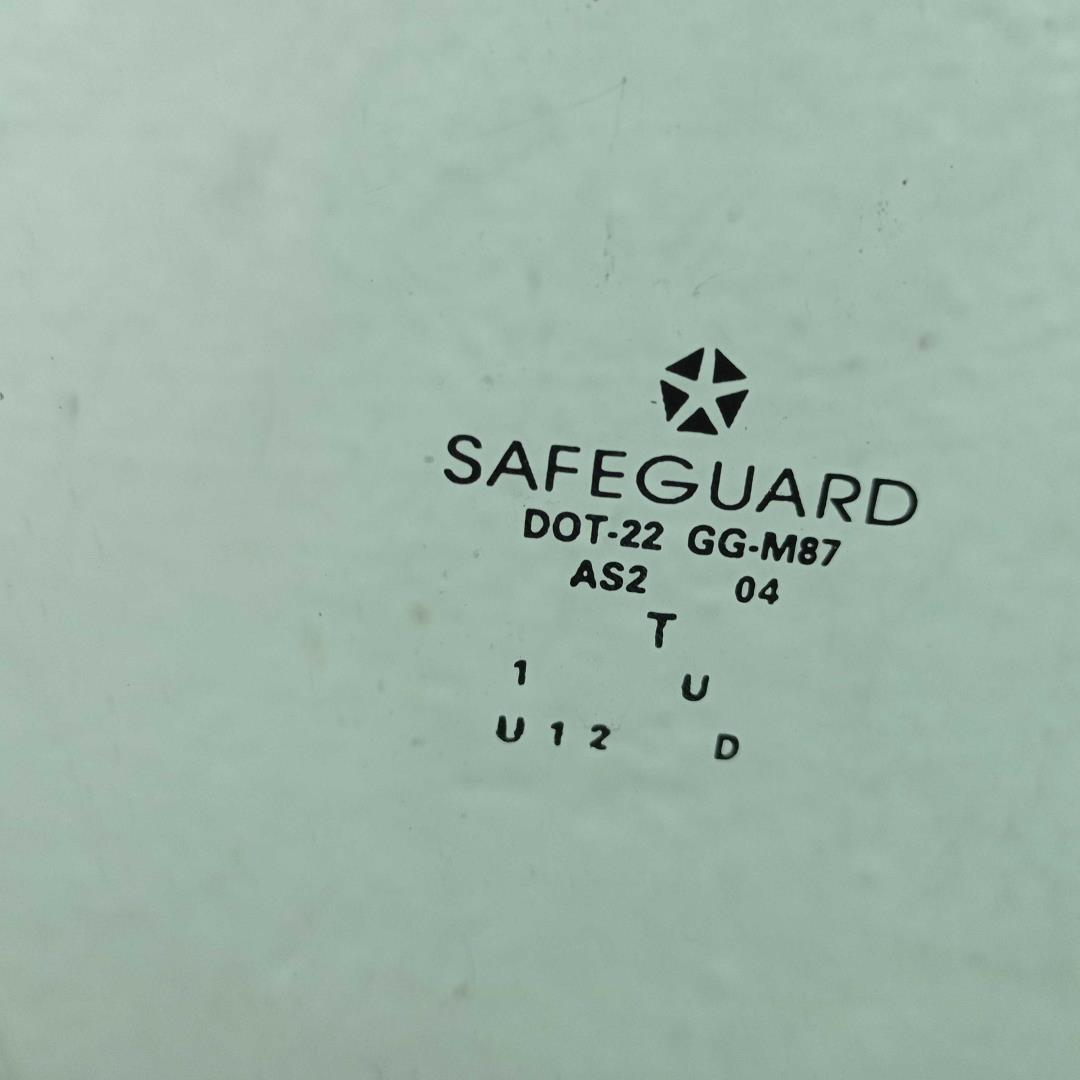 SAFEGUARD
DOT-22 GG-M87
AS2 04
T
1 U
U 1 2 D